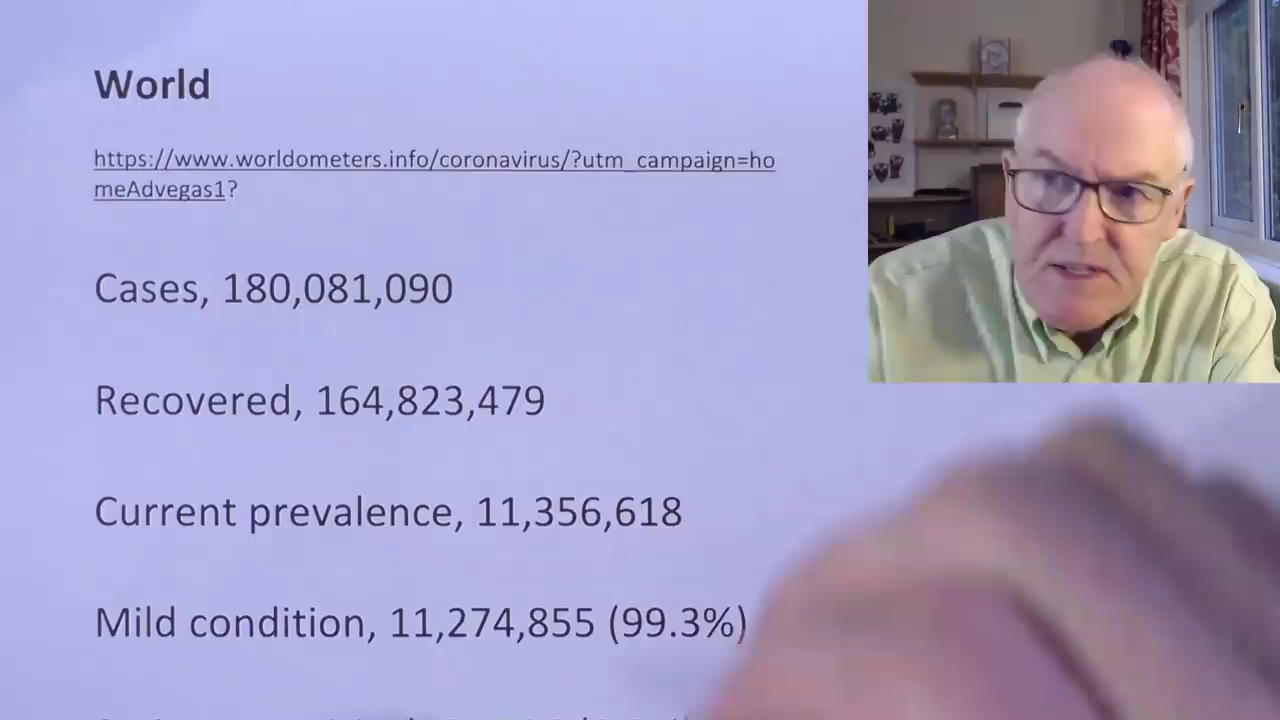 World
https://www.worldometers.info/coronavirus/?utm_campaign=ho
meAdvegas1?
Cases, 180,081,090
Recovered, 164,823,479
Current prevalence, 11,356,618
Mild condition, 11,274,855 (99.3%)